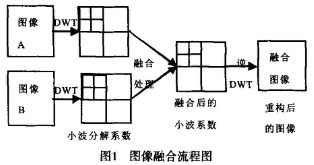 图像
A
DWT
图像
B
DWT
小波分解系数
融合
处理
融合后的
小波系数
逆
DWT
融合
图像
重构后
的图像
图1 图像融合流程图